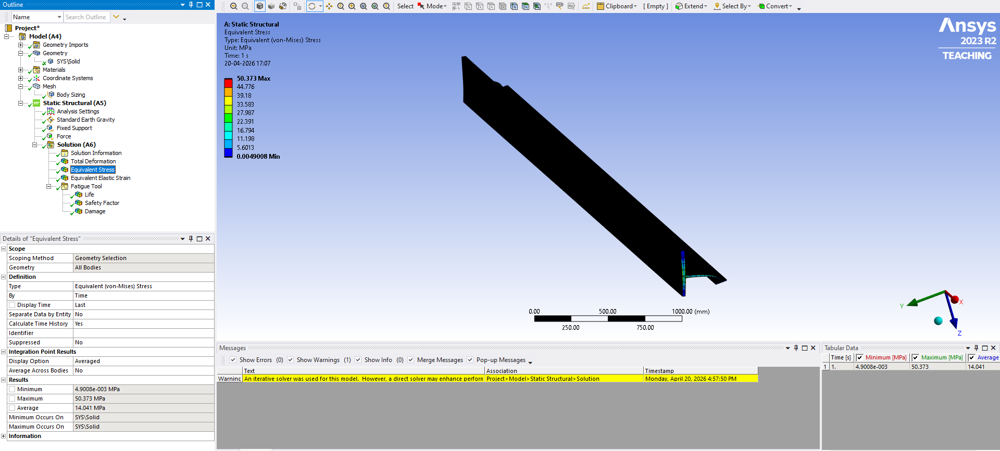 Outline
Name
Search Outline
Project*
Model (A4)
Geometry Imports
Geometry
SYS\Solid
Materials
Coordinate Systems
Mesh
Body Sizing
Static Structural (A5)
Analysis Settings
Standard Earth Gravity
Fixed Support
Force
Solution (A6)
Solution Information
Total Deformation
Equivalent Stress
Equivalent Elastic Strain
Fatigue Tool
Life
Safety Factor
Damage
Details of "Equivalent Stress"
Scope
Scoping Method Geometry Selection
Geometry All Bodies
Definition
Type Equivalent (von-Mises) Stress
By Time
Display Time Last
Separate Data by Entity No
Calculate Time History Yes
Identifier
Suppressed No
Integration Point Results
Display Option Averaged
Average Across Bodies No
Results
Minimum 4.9008e-003 MPa
Maximum 50.373 MPa
Average 14.041 MPa
Minimum Occurs On SYS\Solid
Maximum Occurs On SYS\Solid
Information
Select Mode Clipboard [ Empty ] Extend Select By Convert
A: Static Structural
Equivalent Stress
Type: Equivalent (von-Mises) Stress
Unit: MPa
Time: 1 s
20-04-2026 17:07
50.373 Max
44.776
39.18
33.583
27.987
22.391
16.794
11.198
5.6013
0.0049008 Min
Ansys
2023 R2
TEACHING
0.00 500.00 1000.00 (mm)
250.00 750.00
Y
X
Z
Messages
Show Errors (0) Show Warnings (1) Show Info (0) Merge Messages Pop-up Messages
Text Association Timestamp
Warninc An iterative solver was used for this model. However, a direct solver may enhance perforn Project>Model>Static Structural>Solution Monday, April 20, 2026 4:57:50 PM
Tabular Data
Time [s] Minimum [MPa] Maximum [MPa] Average
1 1. 4.9008e-003 50.373 14.041